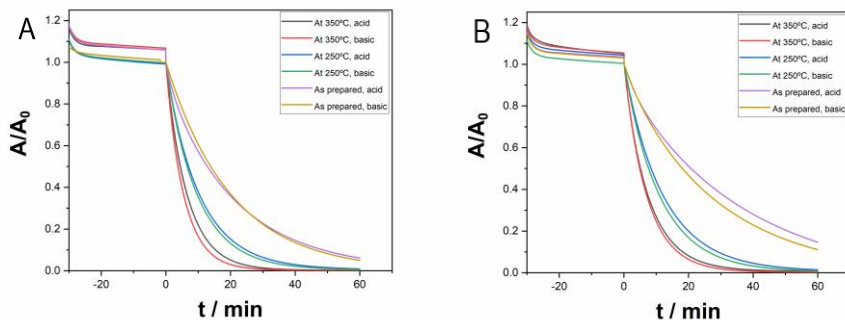 A
1.2
1.0
0.8
0.6
0.4
0.2
0.0
A/A₀
-20
0
20
40
60
t / min
At 350ºC, acid
At 350ºC, basic
At 250ºC, acid
At 250ºC, basic
As prepared, acid
As prepared, basic
B
1.2
1.0
0.8
0.6
0.4
0.2
0.0
A/A₀
-20
0
20
40
60
t / min
At 350ºC, acid
At 350ºC, basic
At 250ºC, acid
At 250ºC, basic
As prepared, acid
As prepared, basic